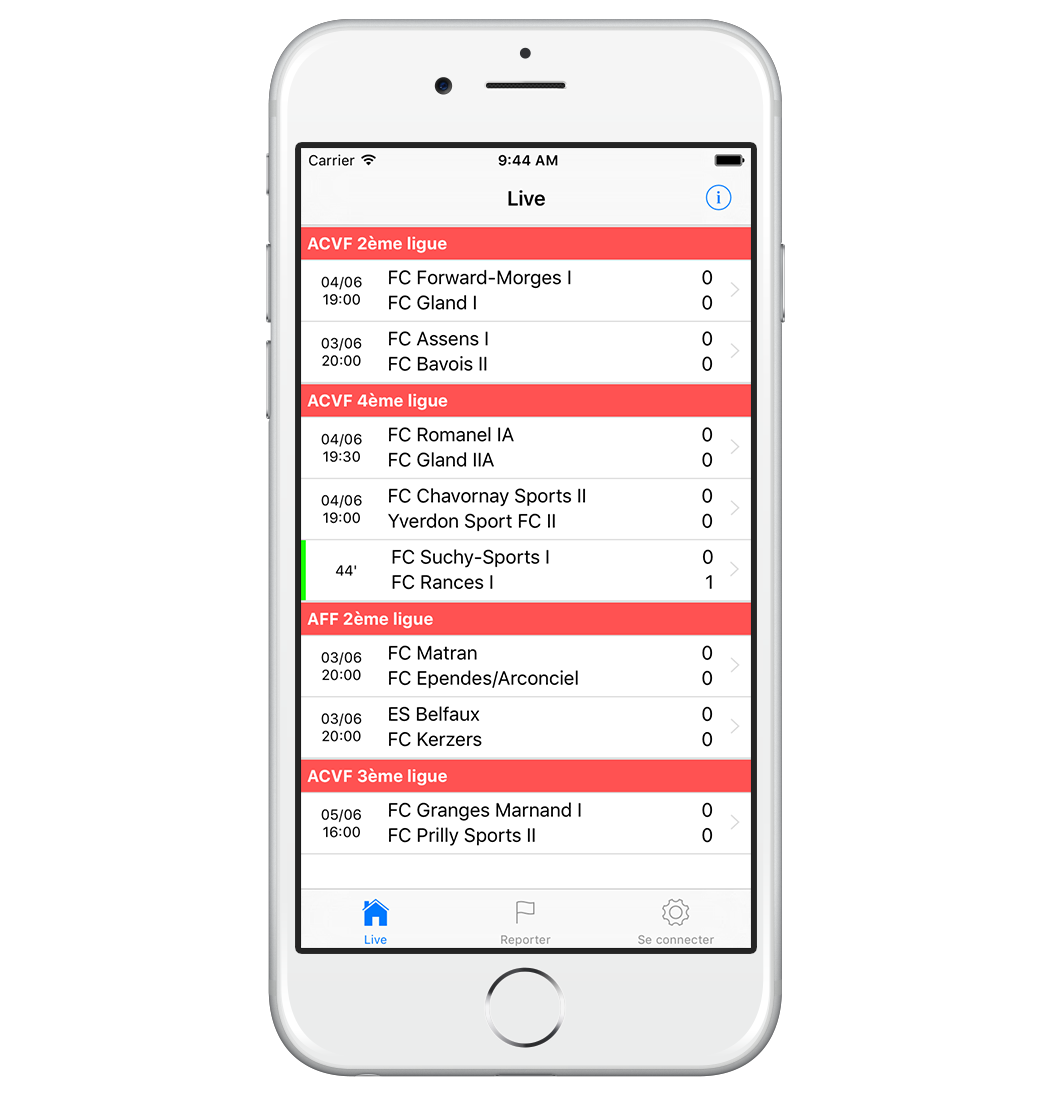 Carrier 9:44 AM
Live
ACVF 2ème ligue
04/06 FC Forward-Morges I 0
19:00 FC Gland I 0
03/06 FC Assens I 0
20:00 FC Bavois II 0
ACVF 4ème ligue
04/06 FC Romanel IA 0
19:30 FC Gland IIA 0
04/06 FC Chavornay Sports II 0
19:00 Yverdon Sport FC II 0
44' FC Suchy-Sports I 0
FC Rances I 1
AFF 2ème ligue
03/06 FC Matran 0
20:00 FC Ependes/Arconciel 0
03/06 ES Belfaux 0
20:00 FC Kerzers 0
ACVF 3ème ligue
05/06 FC Granges Marnand I 0
16:00 FC Prilly Sports II 0
Live Reporter Se connecter